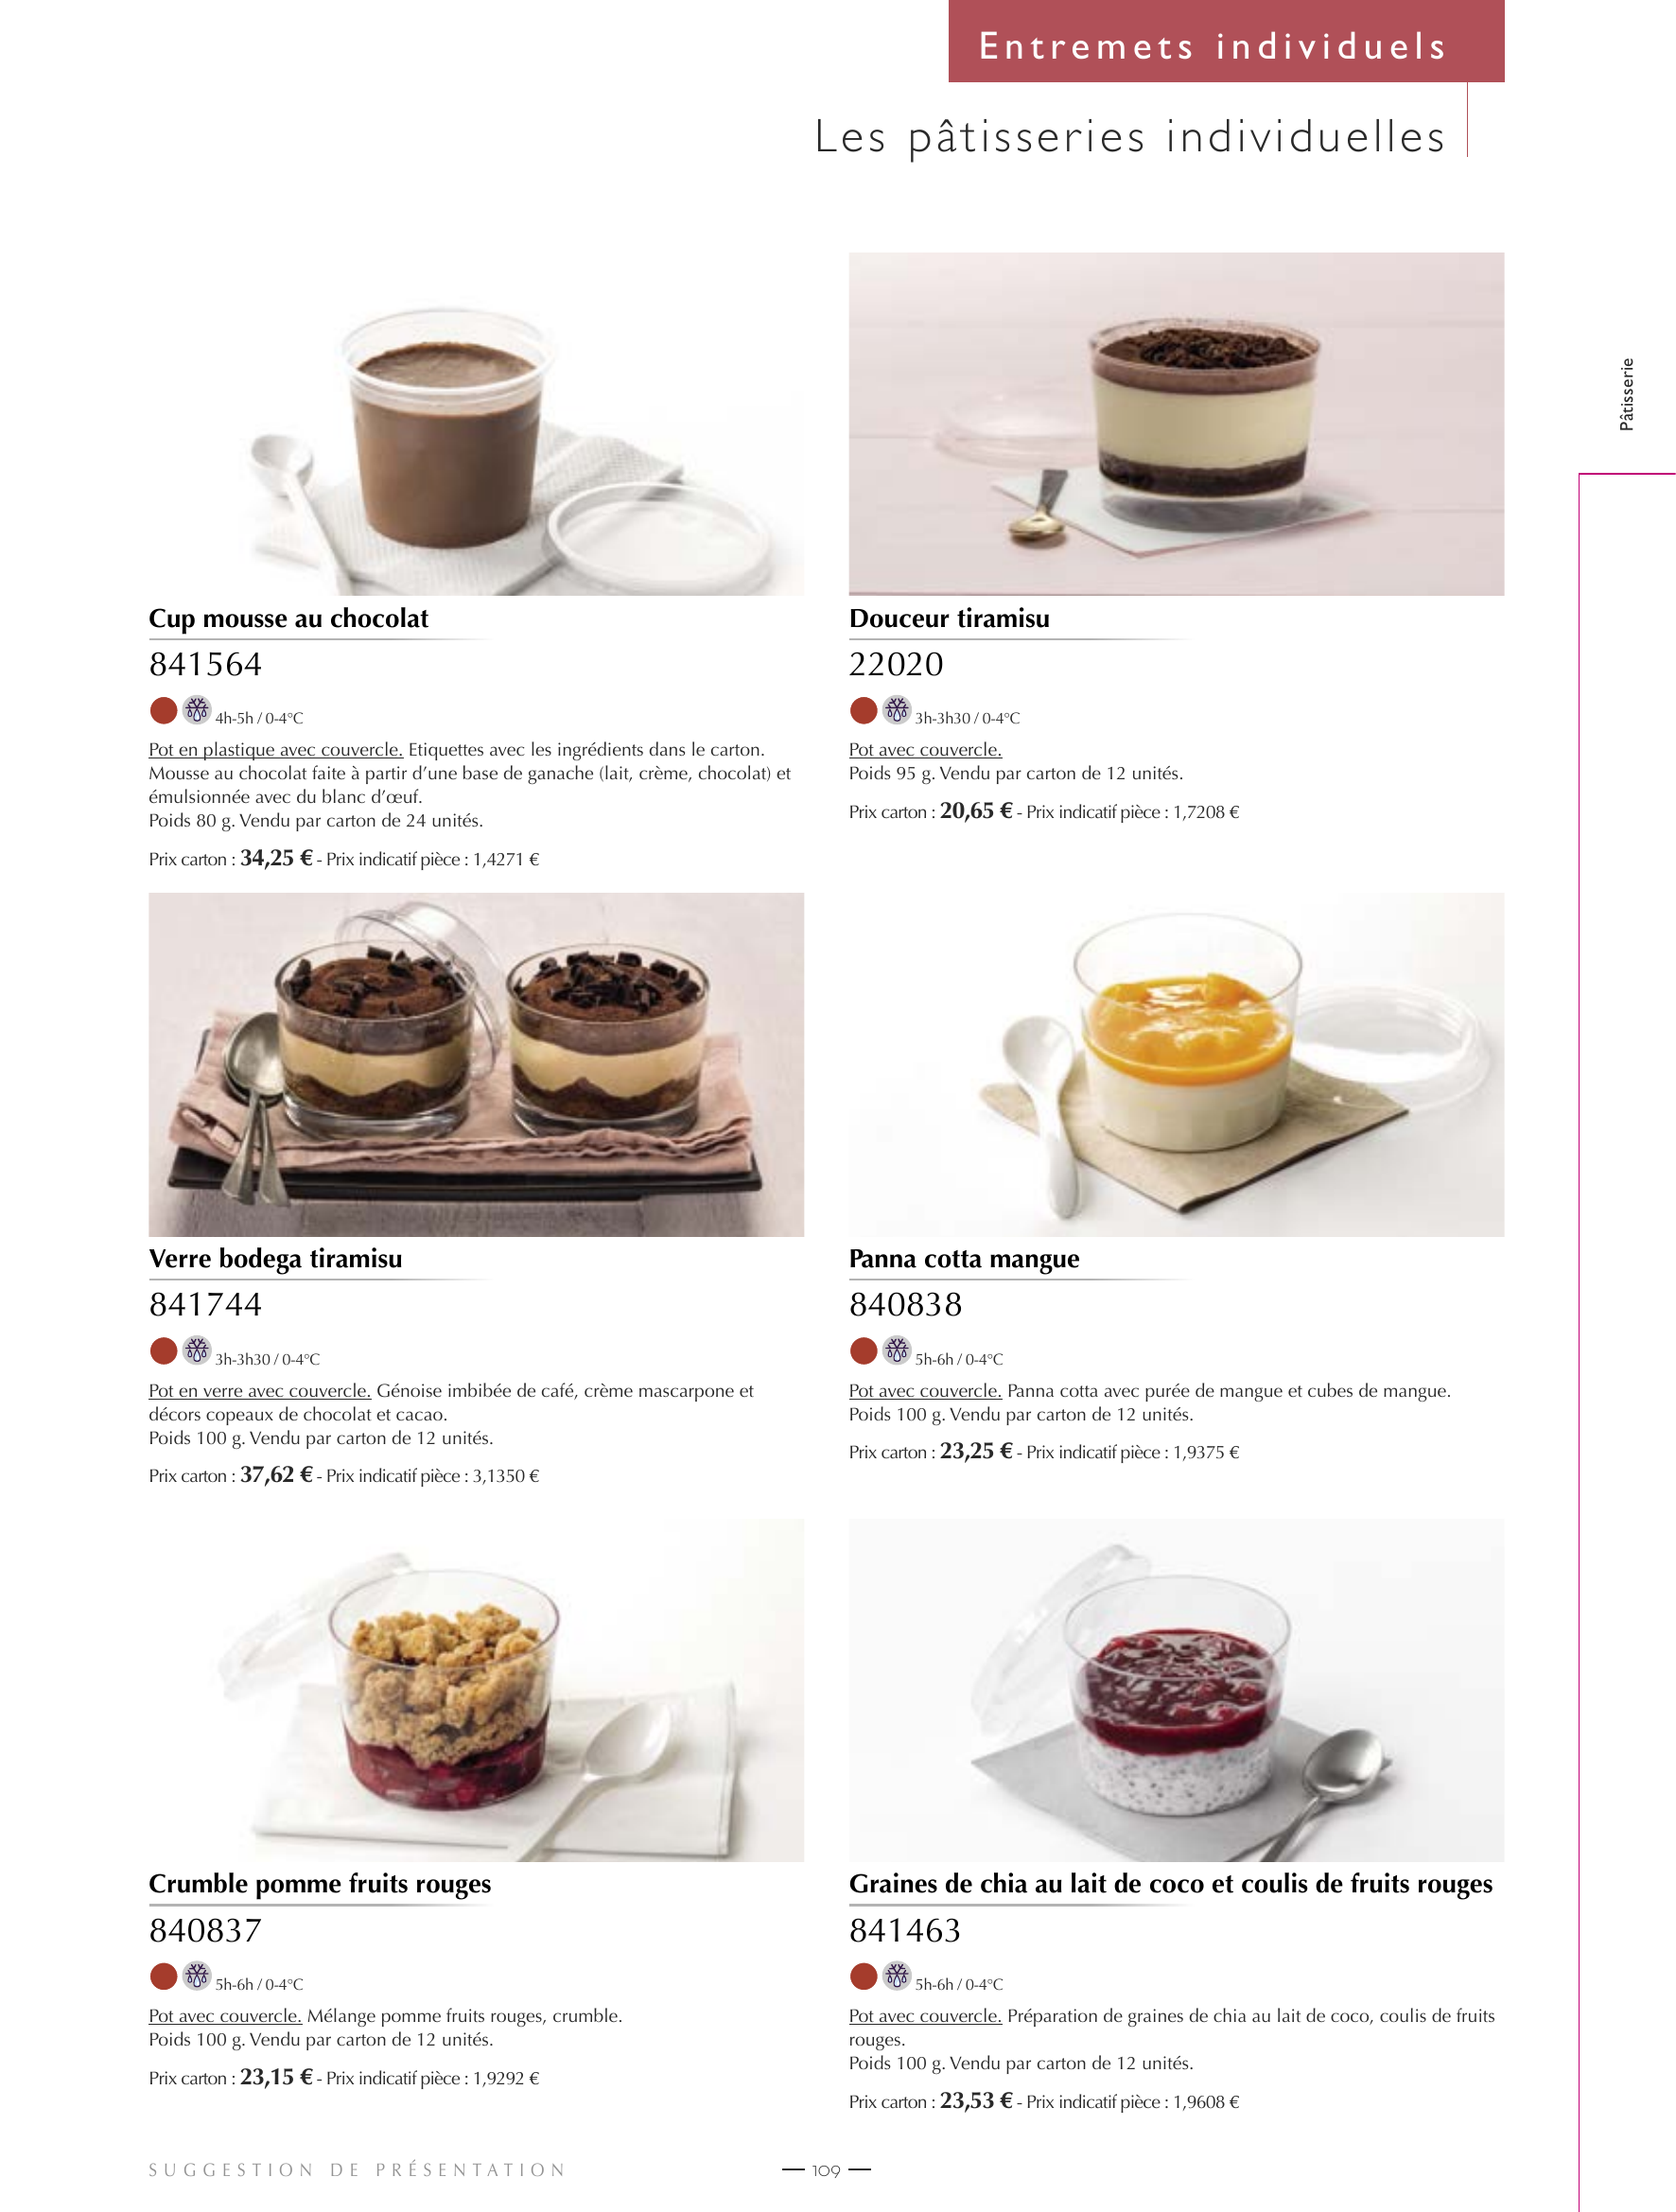 Entremets individuels
Les pâtisseries individuelles
Pâtisserie
Cup mousse au chocolat
841564
4h-5h / 0-4°C
Pot en plastique avec couvercle. Etiquettes avec les ingrédients dans le carton.
Mousse au chocolat faite à partir d’une base de ganache (lait, crème, chocolat) et
émulsionnée avec du blanc d’œuf.
Poids 80 g. Vendu par carton de 24 unités.
Prix carton : 34,25 € - Prix indicatif pièce : 1,4271 €
Douceur tiramisu
22020
3h-3h30 / 0-4°C
Pot avec couvercle.
Poids 95 g. Vendu par carton de 12 unités.
Prix carton : 20,65 € - Prix indicatif pièce : 1,7208 €
Verre bodega tiramisu
841744
3h-3h30 / 0-4°C
Pot en verre avec couvercle. Génoise imbibée de café, crème mascarpone et
décors copeaux de chocolat et cacao.
Poids 100 g. Vendu par carton de 12 unités.
Prix carton : 37,62 € - Prix indicatif pièce : 3,1350 €
Panna cotta mangue
840838
5h-6h / 0-4°C
Pot avec couvercle. Panna cotta avec purée de mangue et cubes de mangue.
Poids 100 g. Vendu par carton de 12 unités.
Prix carton : 23,25 € - Prix indicatif pièce : 1,9375 €
Crumble pomme fruits rouges
840837
5h-6h / 0-4°C
Pot avec couvercle. Mélange pomme fruits rouges, crumble.
Poids 100 g. Vendu par carton de 12 unités.
Prix carton : 23,15 € - Prix indicatif pièce : 1,9292 €
Graines de chia au lait de coco et coulis de fruits rouges
841463
5h-6h / 0-4°C
Pot avec couvercle. Préparation de graines de chia au lait de coco, coulis de fruits
rouges.
Poids 100 g. Vendu par carton de 12 unités.
Prix carton : 23,53 € - Prix indicatif pièce : 1,9608 €
SUGGESTION DE PRÉSENTATION
109